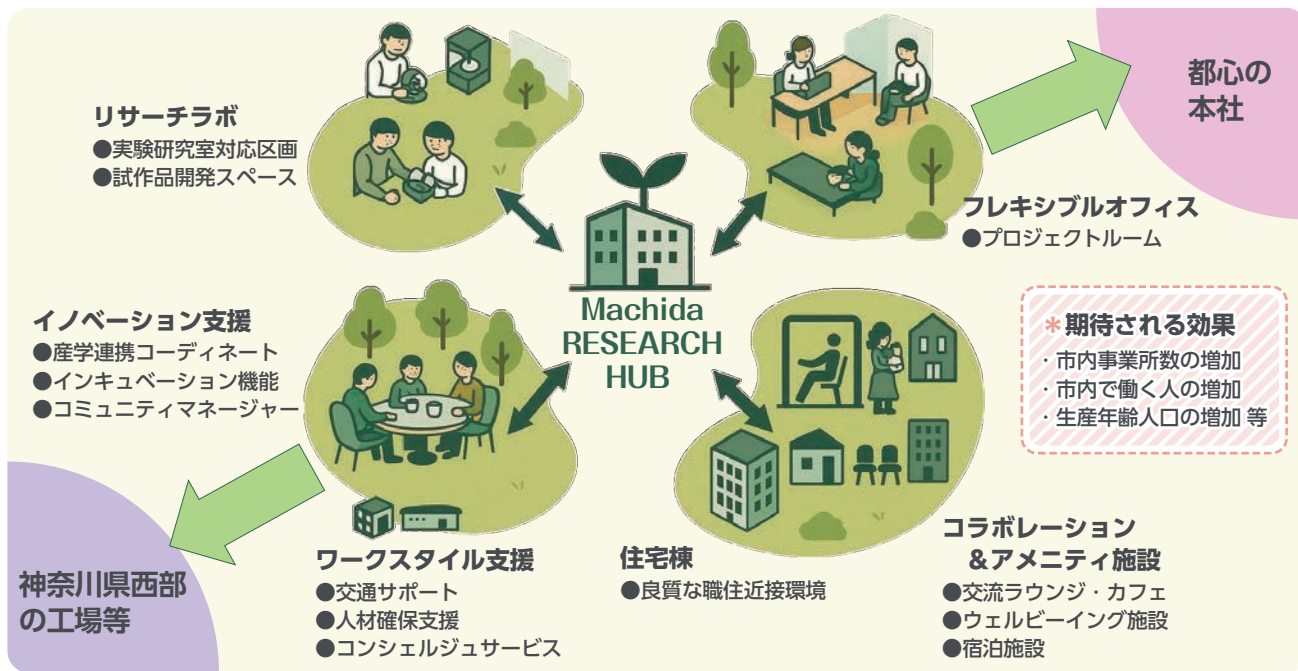 リサーチラボ
●実験研究室対応区画
●試作品開発スペース
都心の
本社
フレキシブルオフィス
●プロジェクトルーム
Machida
RESEARCH
HUB
イノベーション支援
●産学連携コーディネート
●インキュベーション機能
●コミュニティマネージャー
＊期待される効果
・市内事業所数の増加
・市内で働く人の増加
・生産年齢人口の増加 等
神奈川県西部
の工場等
ワークスタイル支援
●交通サポート
●人材確保支援
●コンシェルジュサービス
住宅棟
●良質な職住近接環境
コラボレーション
＆アメニティ施設
●交流ラウンジ・カフェ
●ウェルビーイング施設
●宿泊施設